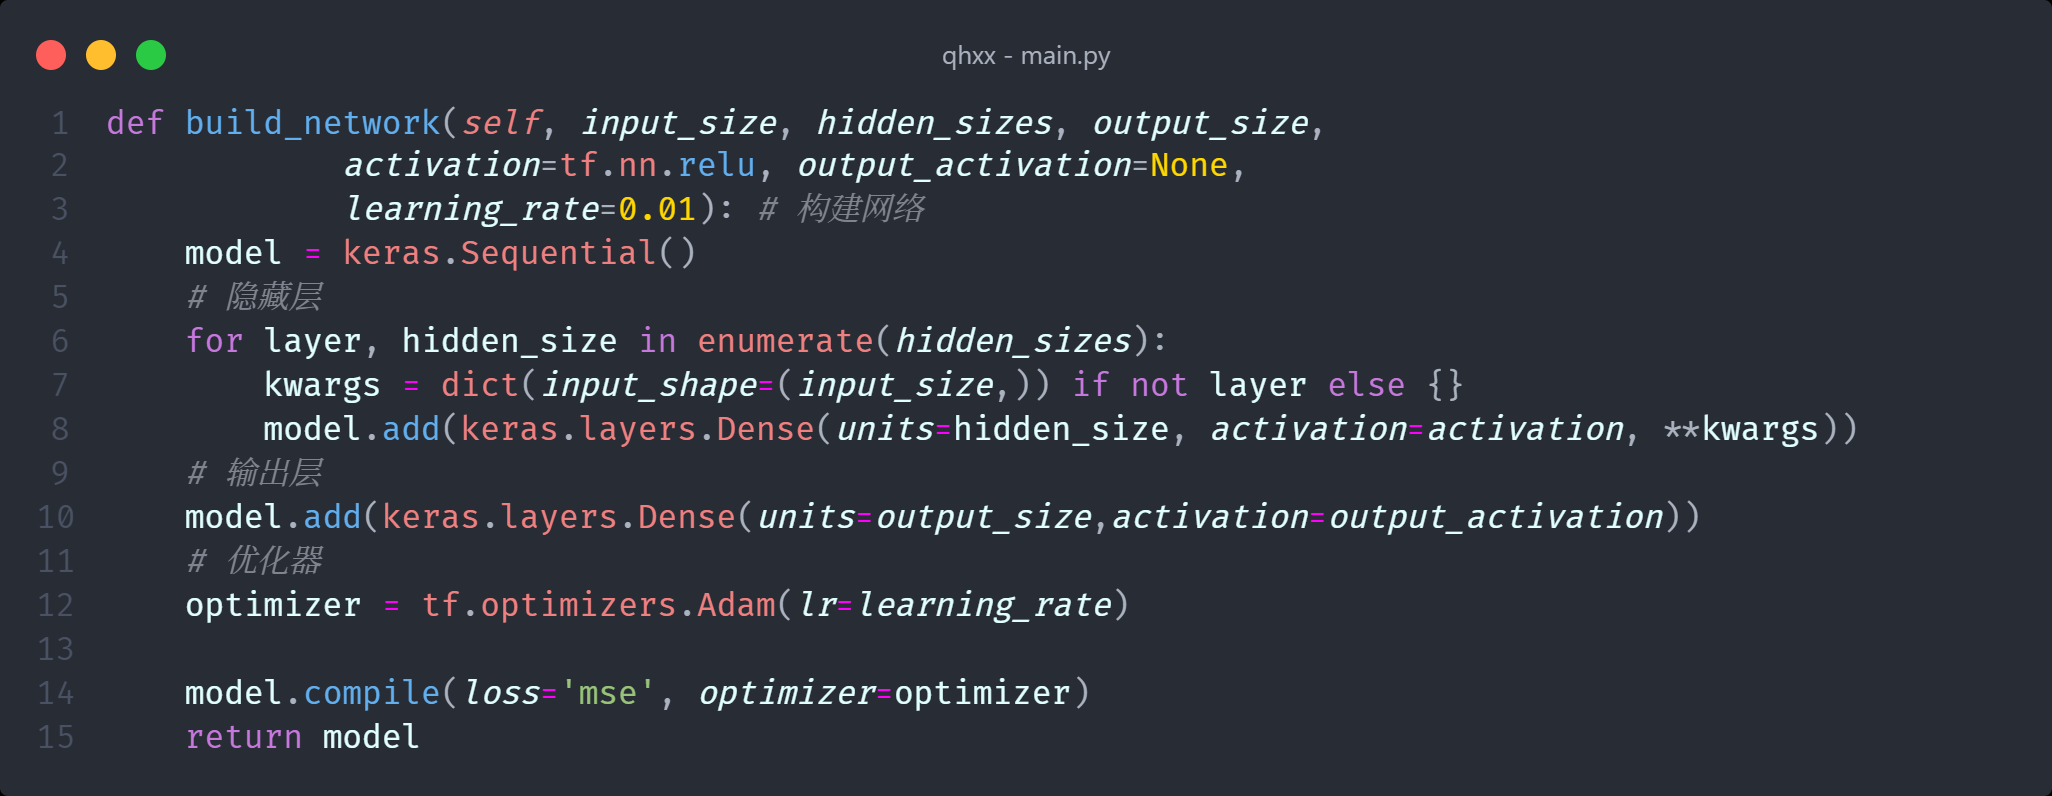 qhxx - main.py
1 def build_network(self, input_size, hidden_sizes, output_size,
2             activation=tf.nn.relu, output_activation=None,
3             learning_rate=0.01): # 构建网络
4     model = keras.Sequential()
5     # 隐藏层
6     for layer, hidden_size in enumerate(hidden_sizes):
7         kwargs = dict(input_shape=(input_size,)) if not layer else {}
8         model.add(keras.layers.Dense(units=hidden_size, activation=activation, **kwargs))
9     # 输出层
10     model.add(keras.layers.Dense(units=output_size,activation=output_activation))
11     # 优化器
12     optimizer = tf.optimizers.Adam(lr=learning_rate)
13
14     model.compile(loss='mse', optimizer=optimizer)
15     return model